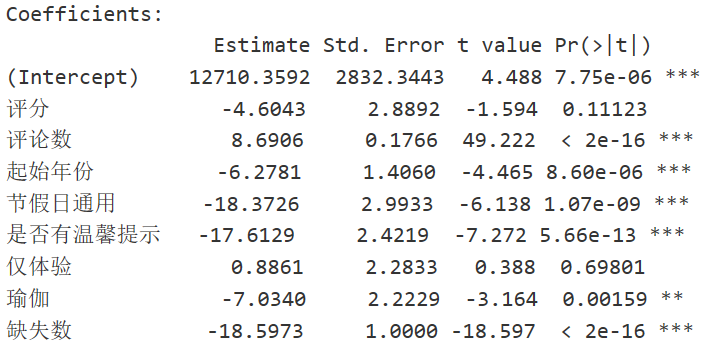 Coefficients:
Estimate Std. Error t value Pr(>|t|)
(Intercept) 12710.3592 2832.3443 4.488 7.75e-06 ***
评分 -4.6043 2.8892 -1.594 0.11123
评论数 8.6906 0.1766 49.222 < 2e-16 ***
起始年份 -6.2781 1.4060 -4.465 8.60e-06 ***
节假日通用 -18.3726 2.9933 -6.138 1.07e-09 ***
是否有温馨提示 -17.6129 2.4219 -7.272 5.66e-13 ***
仅体验 0.8861 2.2833 0.388 0.69801
瑜伽 -7.0340 2.2229 -3.164 0.00159 **
缺失数 -18.5973 1.0000 -18.597 < 2e-16 ***